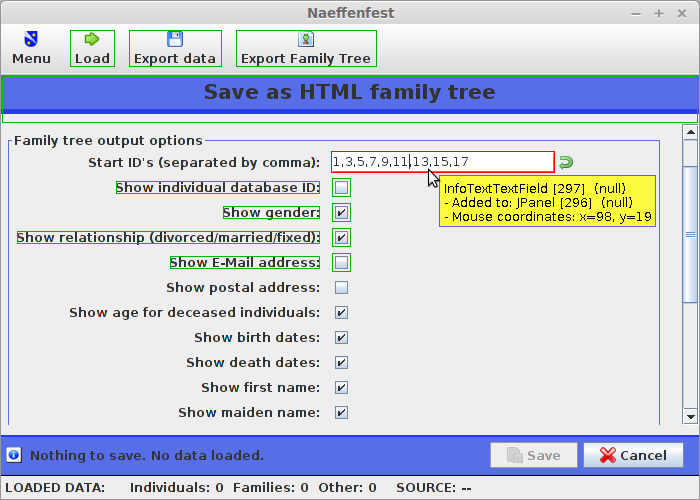 Naeffenfest
Menu Load Export data Export Family Tree
Save as HTML family tree
Family tree output options
Start ID's (separated by comma): 1,3,5,7,9,11,13,15,17
InfoTextTextField [297] (null)
- Added to: JPanel [296] (null)
- Mouse coordinates: x=98, y=19
Show individual database ID:
Show gender:
Show relationship (divorced/married/fixed):
Show E-Mail address:
Show postal address:
Show age for deceased individuals:
Show birth dates:
Show death dates:
Show first name:
Show maiden name:
Nothing to save. No data loaded. Save Cancel
LOADED DATA: Individuals: 0 Families: 0 Other: 0 SOURCE: --